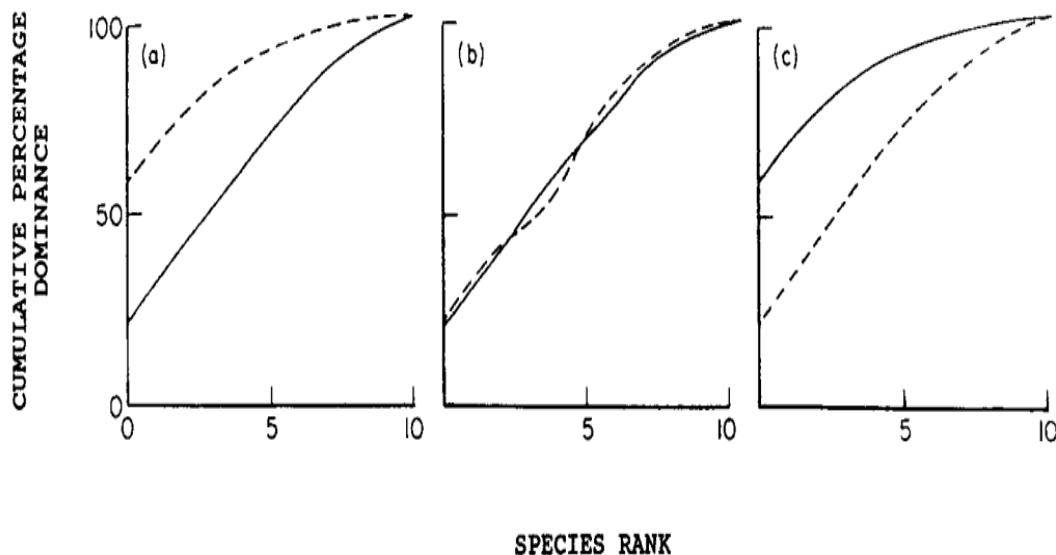 CUMULATIVE PERCENTAGE
DOMINANCE
100
50
0
(a)
(b)
(c)
0 5 10
5 10
5 10
SPECIES RANK